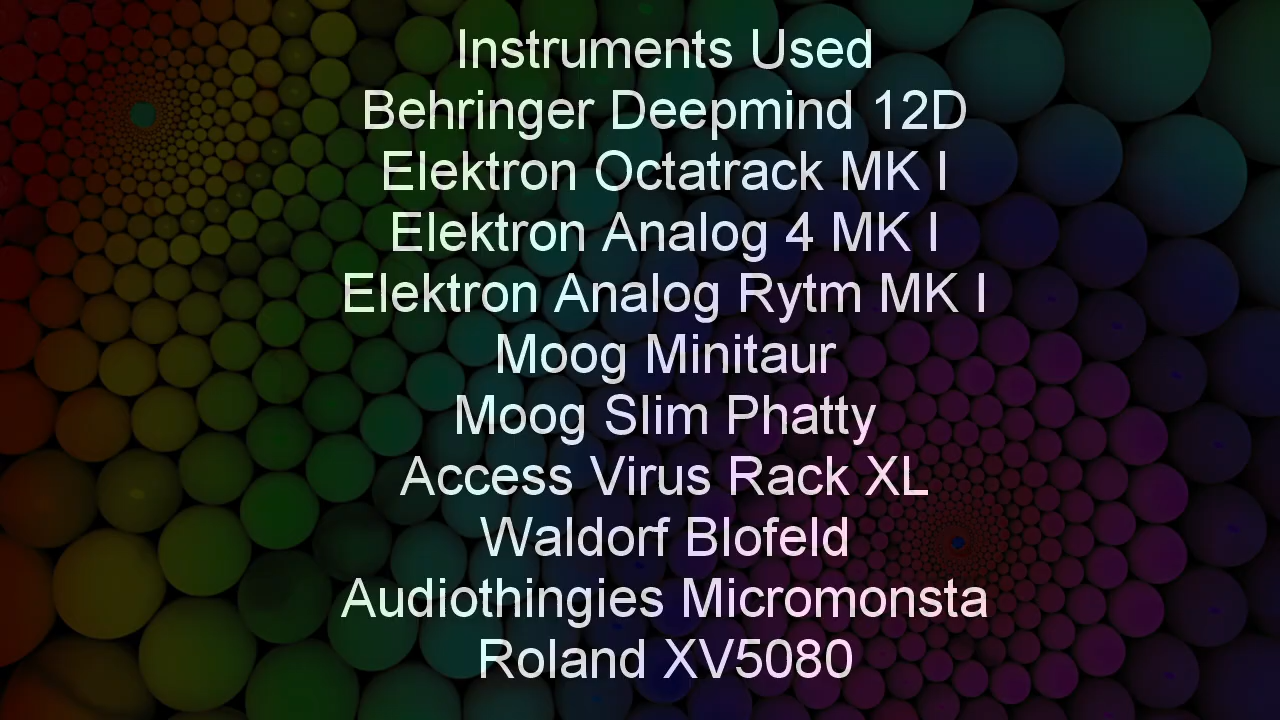 Instruments Used
Behringer Deepmind 12D
Elektron Octatrack MK I
Elektron Analog 4 MK I
Elektron Analog Rytm MK I
Moog Minitaur
Moog Slim Phatty
Access Virus Rack XL
Waldorf Blofeld
Audiothingies Micromonsta
Roland XV5080